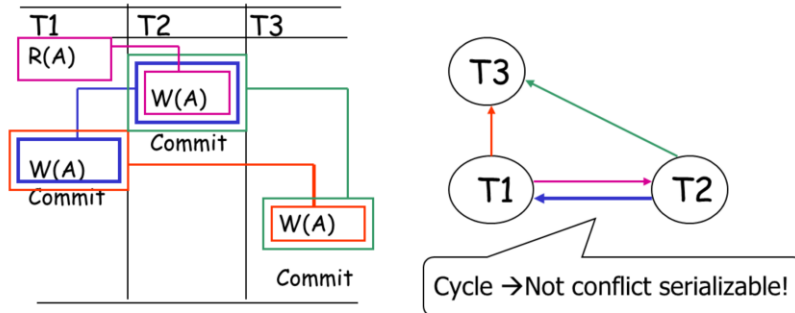 T1 T2 T3
R(A)
W(A)
Commit
W(A)
Commit
W(A)
Commit
T3
T1 T2
Cycle →Not conflict serializable!